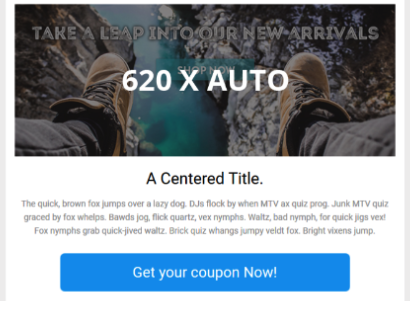 TAKE A LEAP INTO OUR NEW ARRIVALS
SHOP NOW
620 X AUTO
A Centered Title.
The quick, brown fox jumps over a lazy dog. DJs flock by when MTV ax quiz prog. Junk MTV quiz
graced by fox whelps. Bawds jog, flick quartz, vex nymphs. Waltz, bad nymph, for quick jigs vex!
Fox nymphs grab quick-jived waltz. Brick quiz whangs jumpy veldt fox. Bright vixens jump.
Get your coupon Now!